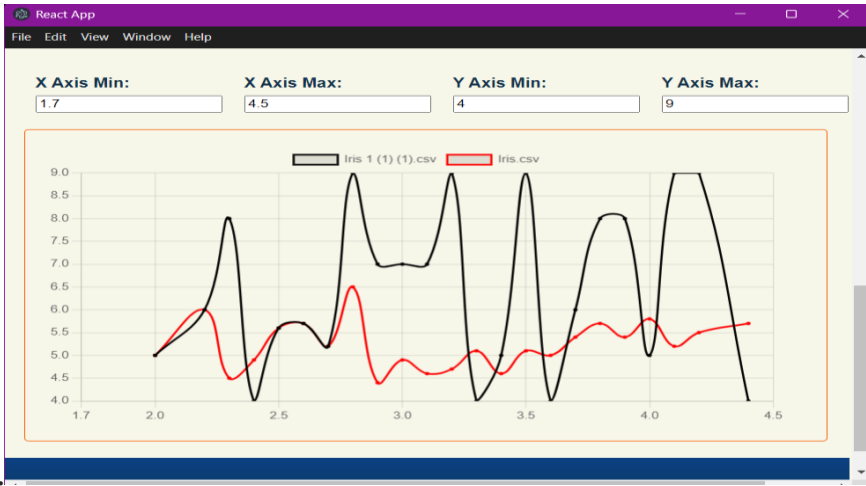 React App
File Edit View Window Help
X Axis Min: X Axis Max: Y Axis Min: Y Axis Max:
1.7 4.5 4 9
Iris 1 (1) (1).csv Iris.csv
9.0
8.5
8.0
7.5
7.0
6.5
6.0
5.5
5.0
4.5
4.0
1.7 2.0 2.5 3.0 3.5 4.0 4.5